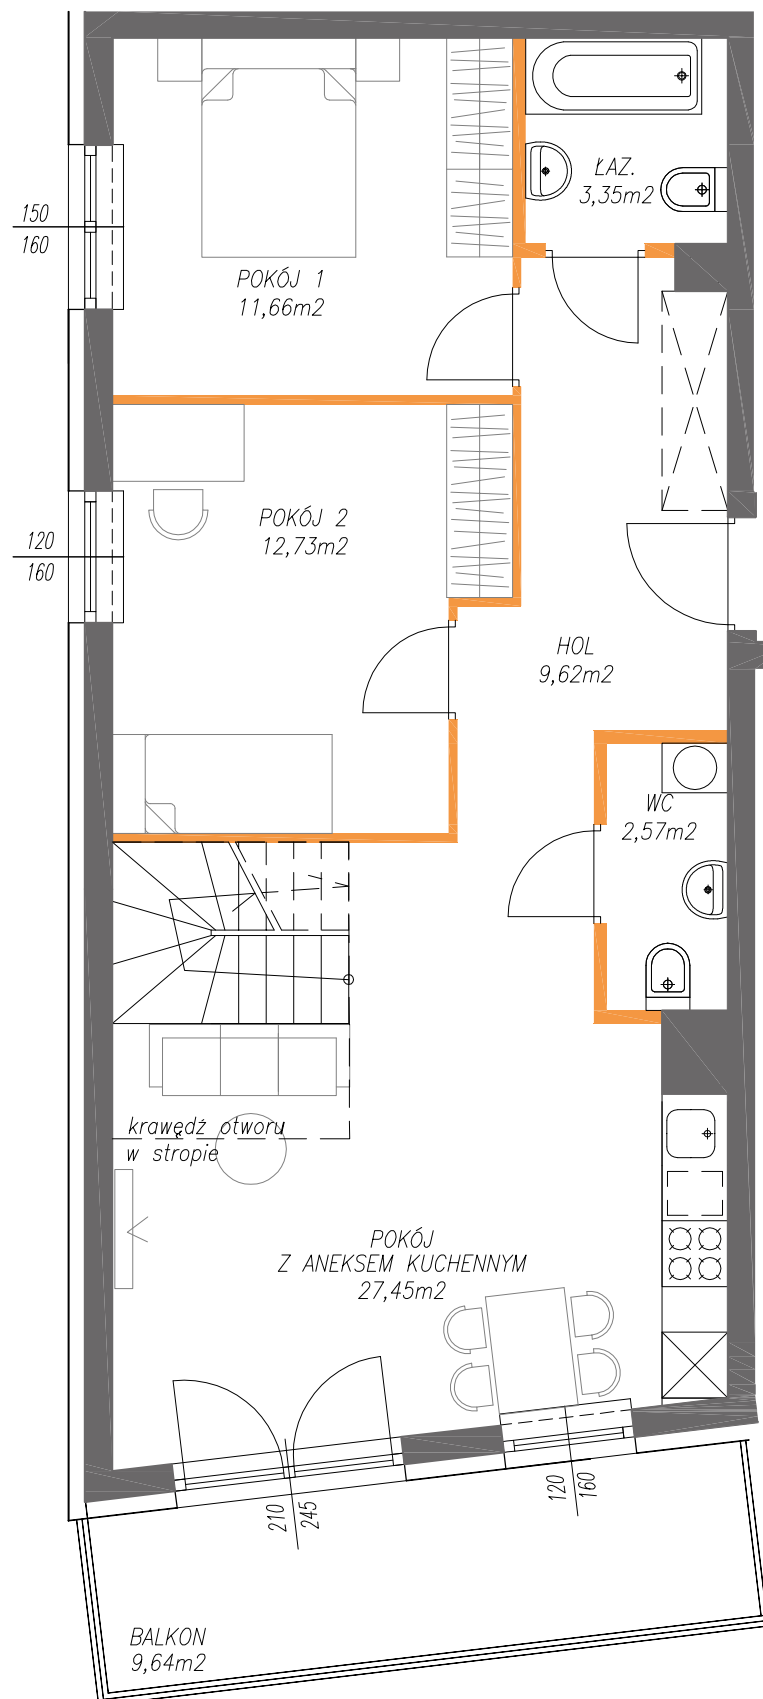 ŁAZ.
3,35m2
150
160
POKÓJ 1
11,66m2
POKÓJ 2
12,73m2
120
160
HOL
9,62m2
WC
2,57m2
krawędź otworu
w stropie
POKÓJ
Z ANEKSEM KUCHENNYM
27,45m2
210
245
120
160
BALKON
9,64m2